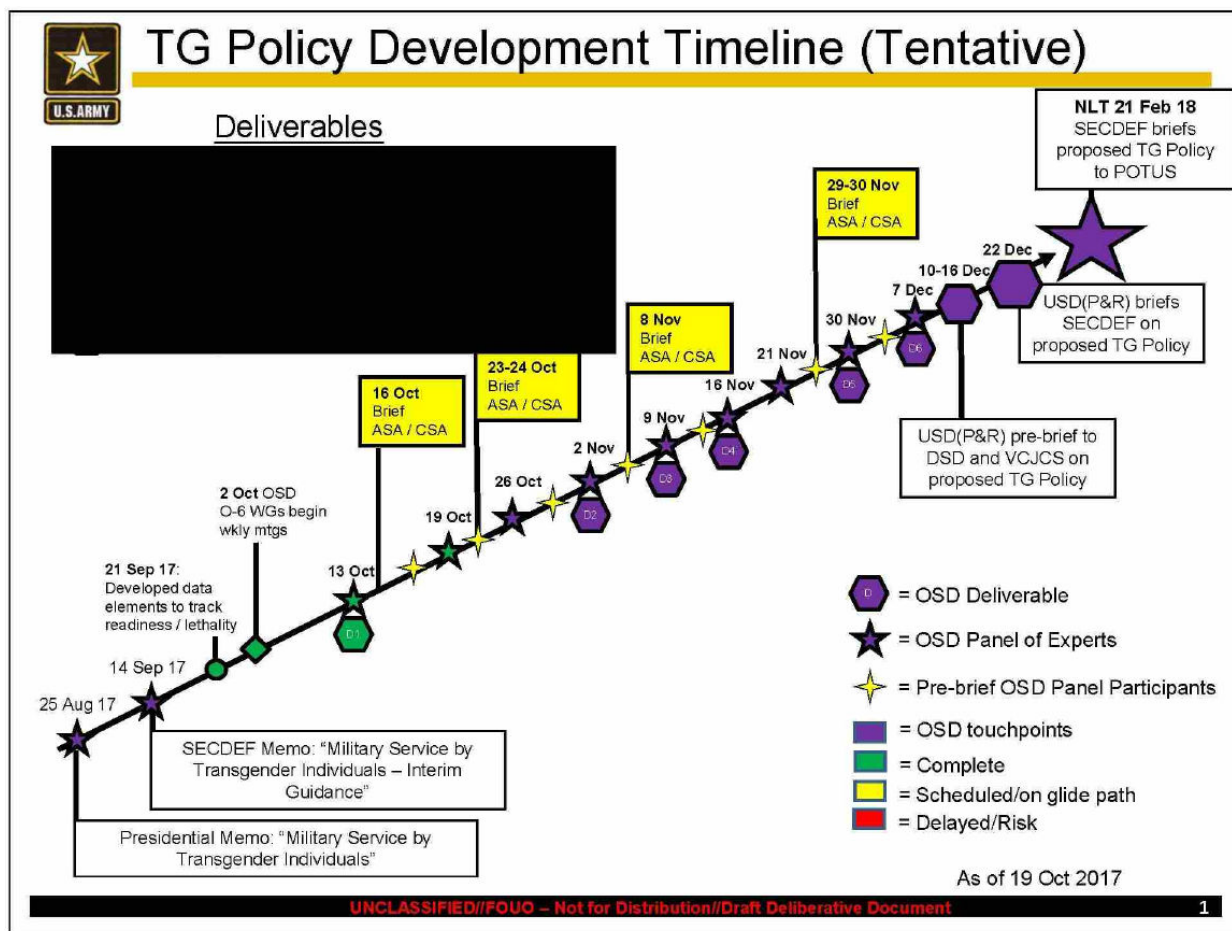 U.S.ARMY
TG Policy Development Timeline (Tentative)
Deliverables
NLT 21 Feb 18
SECDEF briefs
proposed TG Policy
to POTUS
29-30 Nov
Brief
ASA / CSA
22 Dec
10-16 Dec
7 Dec
USD(P&R) briefs
SECDEF on
proposed TG Policy
8 Nov
Brief
ASA / CSA
30 Nov
D6
23-24 Oct
Brief
ASA / CSA
21 Nov
D5
16 Oct
Brief
ASA / CSA
16 Nov
D4
9 Nov
D3
USD(P&R) pre-brief to
DSD and VCJCS on
proposed TG Policy
2 Nov
D2
26 Oct
2 Oct OSD
O-6 WGs begin
wkly mtgs
19 Oct
21 Sep 17:
Developed data
elements to track
readiness / lethality
13 Oct
D1
14 Sep 17
25 Aug 17
SECDEF Memo: “Military Service by
Transgender Individuals – Interim
Guidance”
Presidential Memo: “Military Service by
Transgender Individuals”
D = OSD Deliverable
= OSD Panel of Experts
= Pre-brief OSD Panel Participants
= OSD touchpoints
= Complete
= Scheduled/on glide path
= Delayed/Risk
As of 19 Oct 2017
UNCLASSIFIED//FOUO – Not for Distribution//Draft Deliberative Document
1